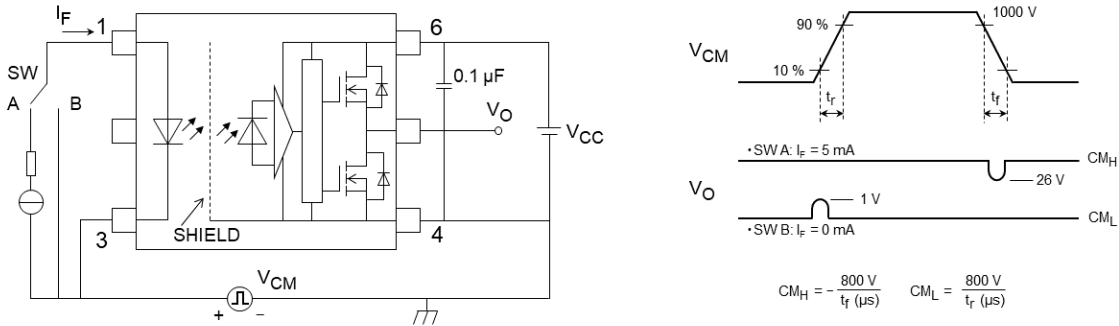 I_F
1
6
SW
A
B
0.1 µF
V_O
V_CC
3
SHIELD
4
V_CM
+ −
1000 V
90 %
V_CM
10 %
t_r
t_f
•SW A: I_F = 5 mA
CM_H
V_O
26 V
1 V
CM_L
•SW B: I_F = 0 mA
CM_H = − 800 V / t_f (µs) CM_L = 800 V / t_r (µs)